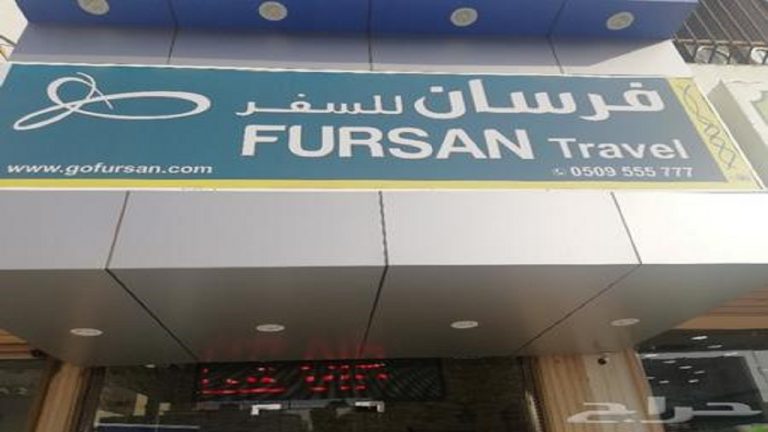 فرسان للسفر
FURSAN Travel
www.gofursan.com
0509 555 777
حراج